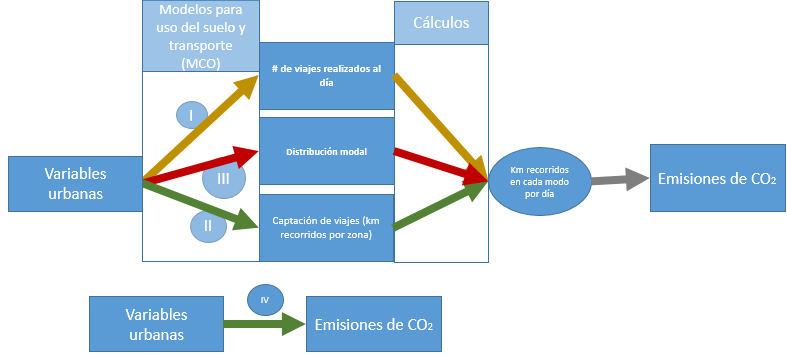 Modelos para
uso del suelo y
transporte
(MCO)
Cálculos
# de viajes realizados al
día
I
Distribución modal
III
Variables
urbanas
Km recorridos
en cada modo
por día
Emisiones de CO₂
II
Captación de viajes (km
recorridos por zona)
IV
Variables
urbanas
Emisiones de CO₂